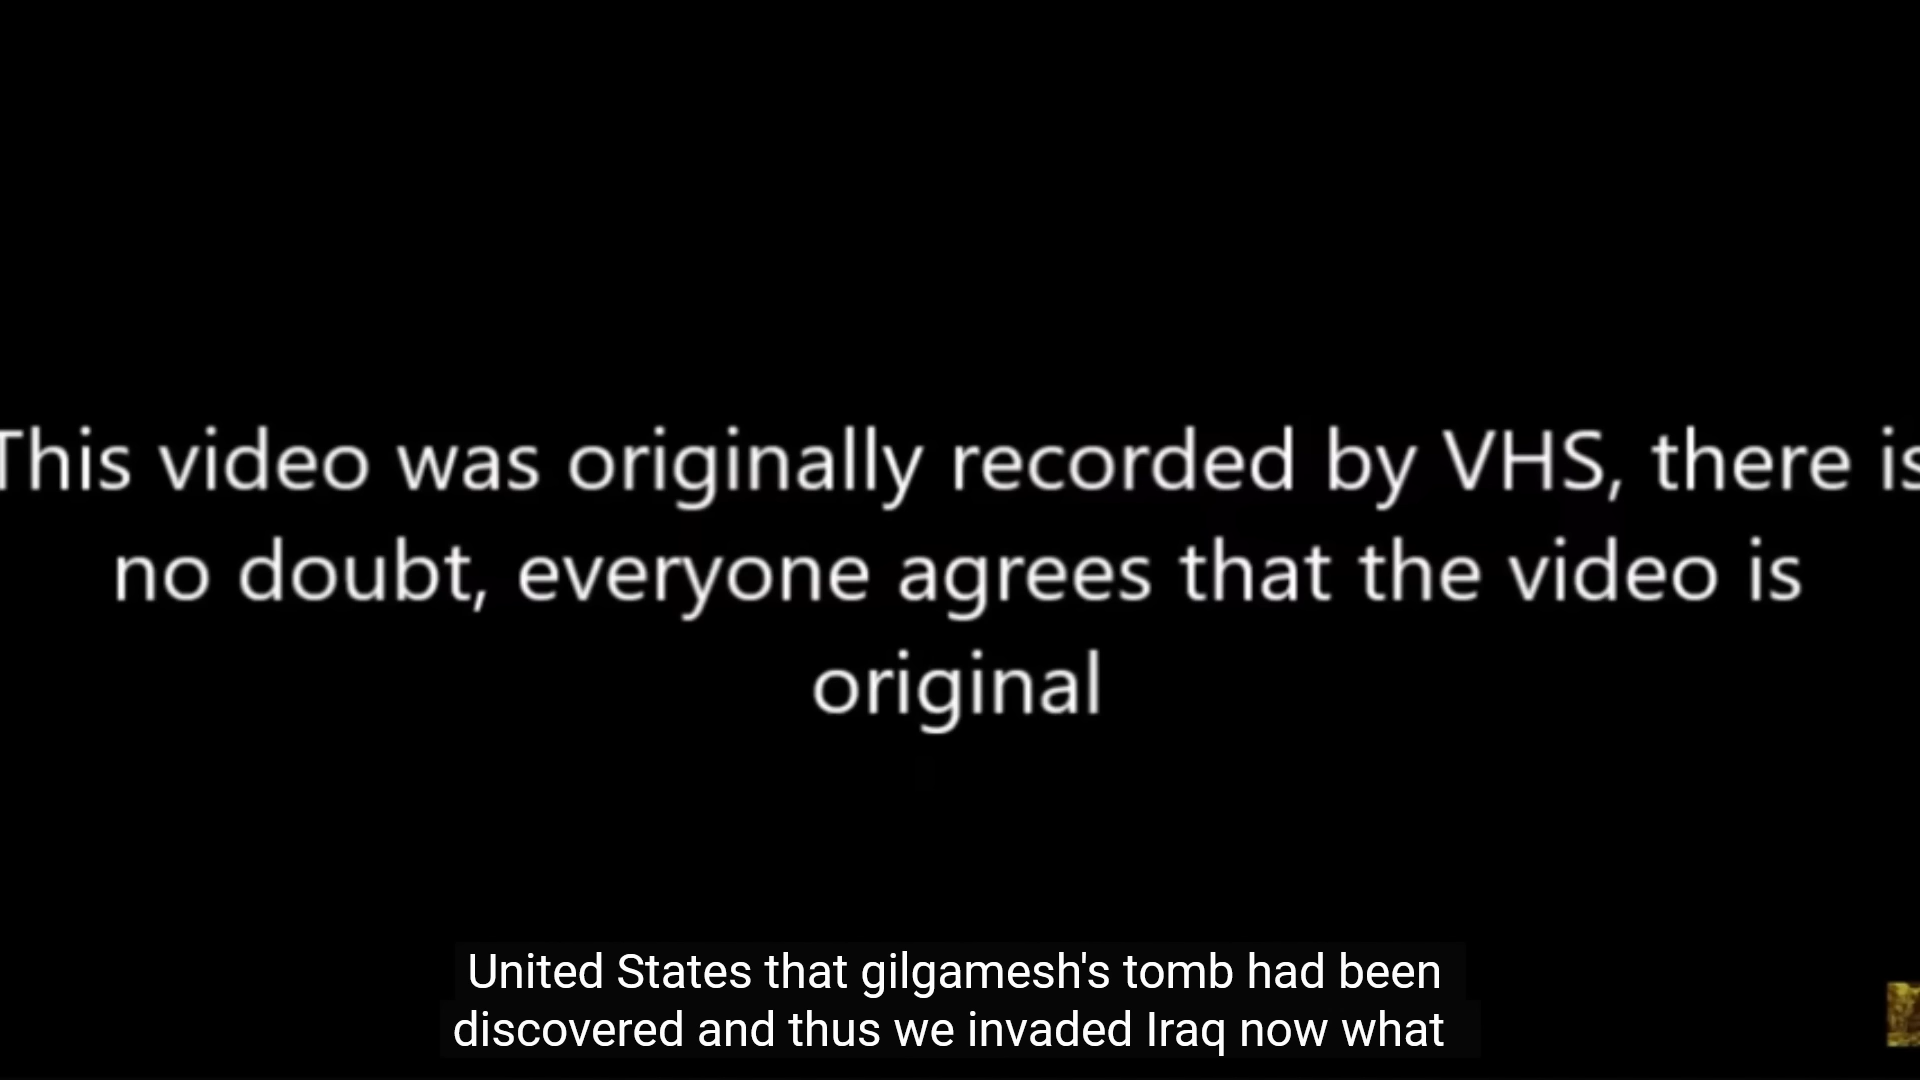 This video was originally recorded by VHS, there is
no doubt, everyone agrees that the video is
original
United States that gilgamesh's tomb had been
discovered and thus we invaded Iraq now what